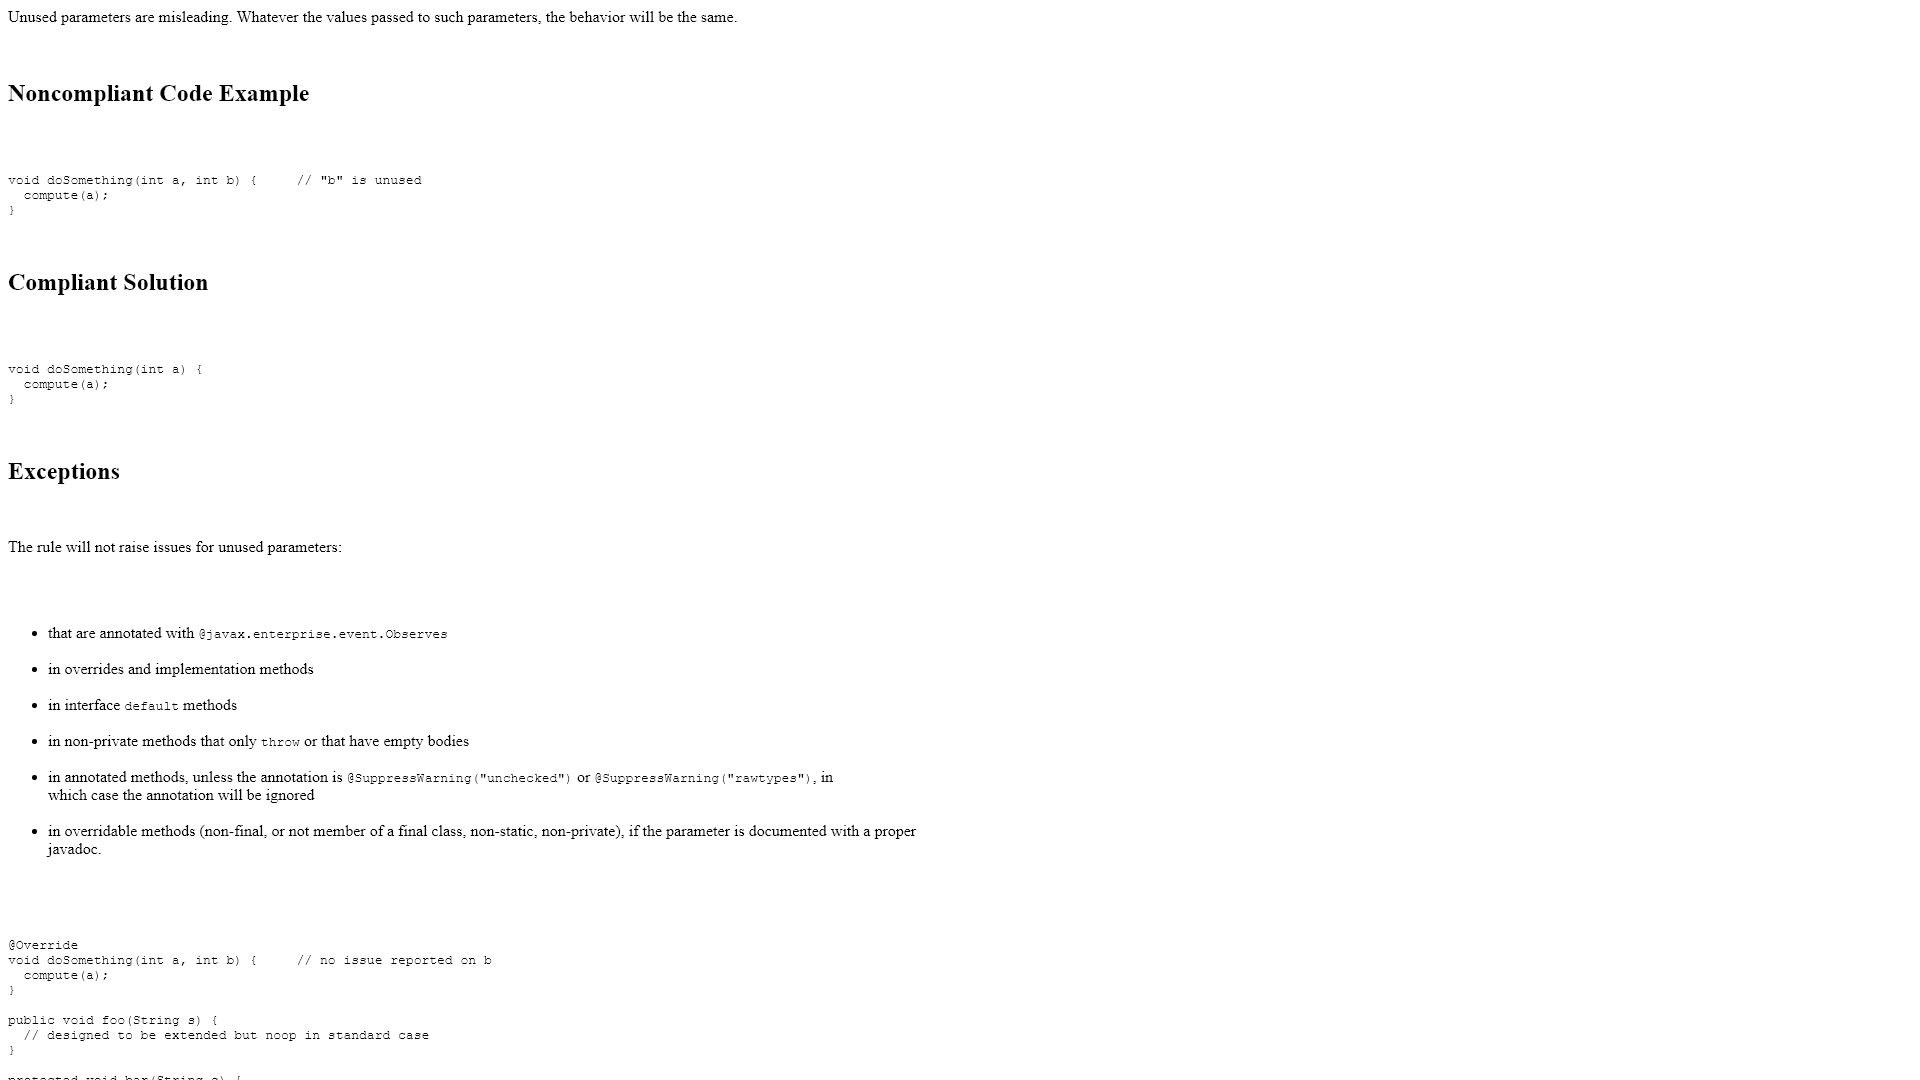 Unused parameters are misleading. Whatever the values passed to such parameters, the behavior will be the same.
Noncompliant Code Example
void doSomething(int a, int b) {     // "b" is unused
  compute(a);
}
Compliant Solution
void doSomething(int a) {
  compute(a);
}
Exceptions
The rule will not raise issues for unused parameters:
• that are annotated with @javax.enterprise.event.Observes
• in overrides and implementation methods
• in interface default methods
• in non-private methods that only throw or that have empty bodies
• in annotated methods, unless the annotation is @SuppressWarning("unchecked") or @SuppressWarning("rawtypes"), in
which case the annotation will be ignored
• in overridable methods (non-final, or not member of a final class, non-static, non-private), if the parameter is documented with a proper
javadoc.
@Override
void doSomething(int a, int b) {     // no issue reported on b
  compute(a);
}
public void foo(String s) {
  // designed to be extended but noop in standard case
}
protected void bar(String s) {